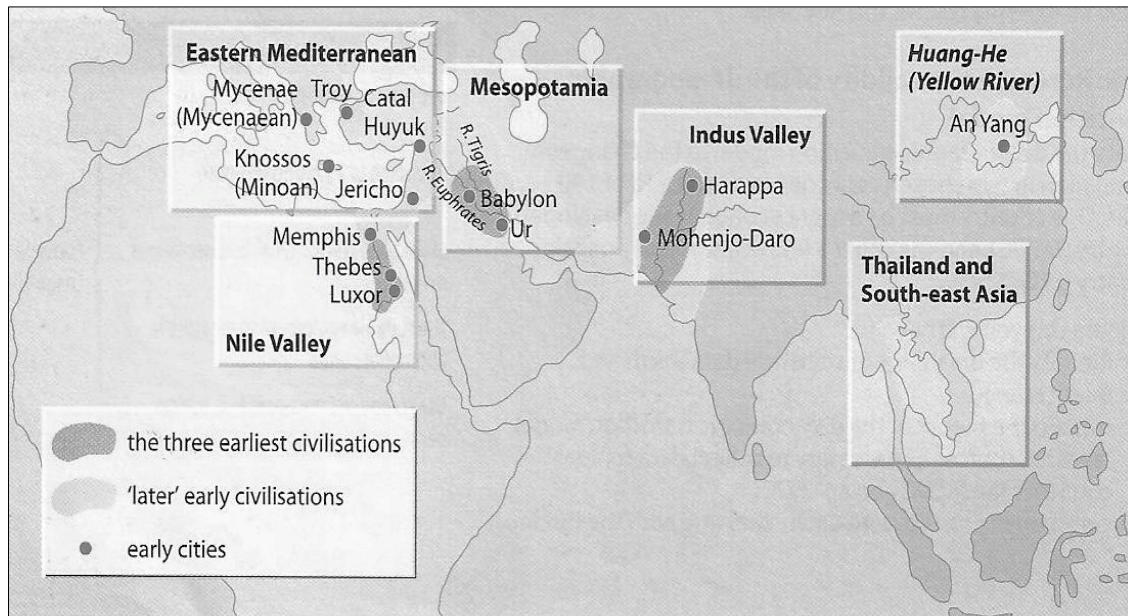 Eastern Mediterranean
Mycenae
(Mycenaean)
Troy
Catal
Huyuk
Knossos
(Minoan)
Jericho
Mesopotamia
R.Tigris
R.Euphrates
Babylon
Ur
Memphis
Thebes
Luxor
Nile Valley
Indus Valley
Harappa
Mohenjo-Daro
Huang-He
(Yellow River)
An Yang
Thailand and
South-east Asia
the three earliest civilisations
'later' early civilisations
early cities